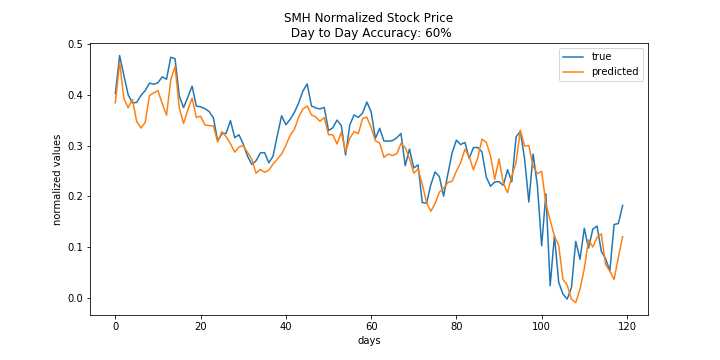 SMH Normalized Stock Price
Day to Day Accuracy: 60%
true
predicted
normalized values
0.5
0.4
0.3
0.2
0.1
0.0
0 20 40 60 80 100 120
days